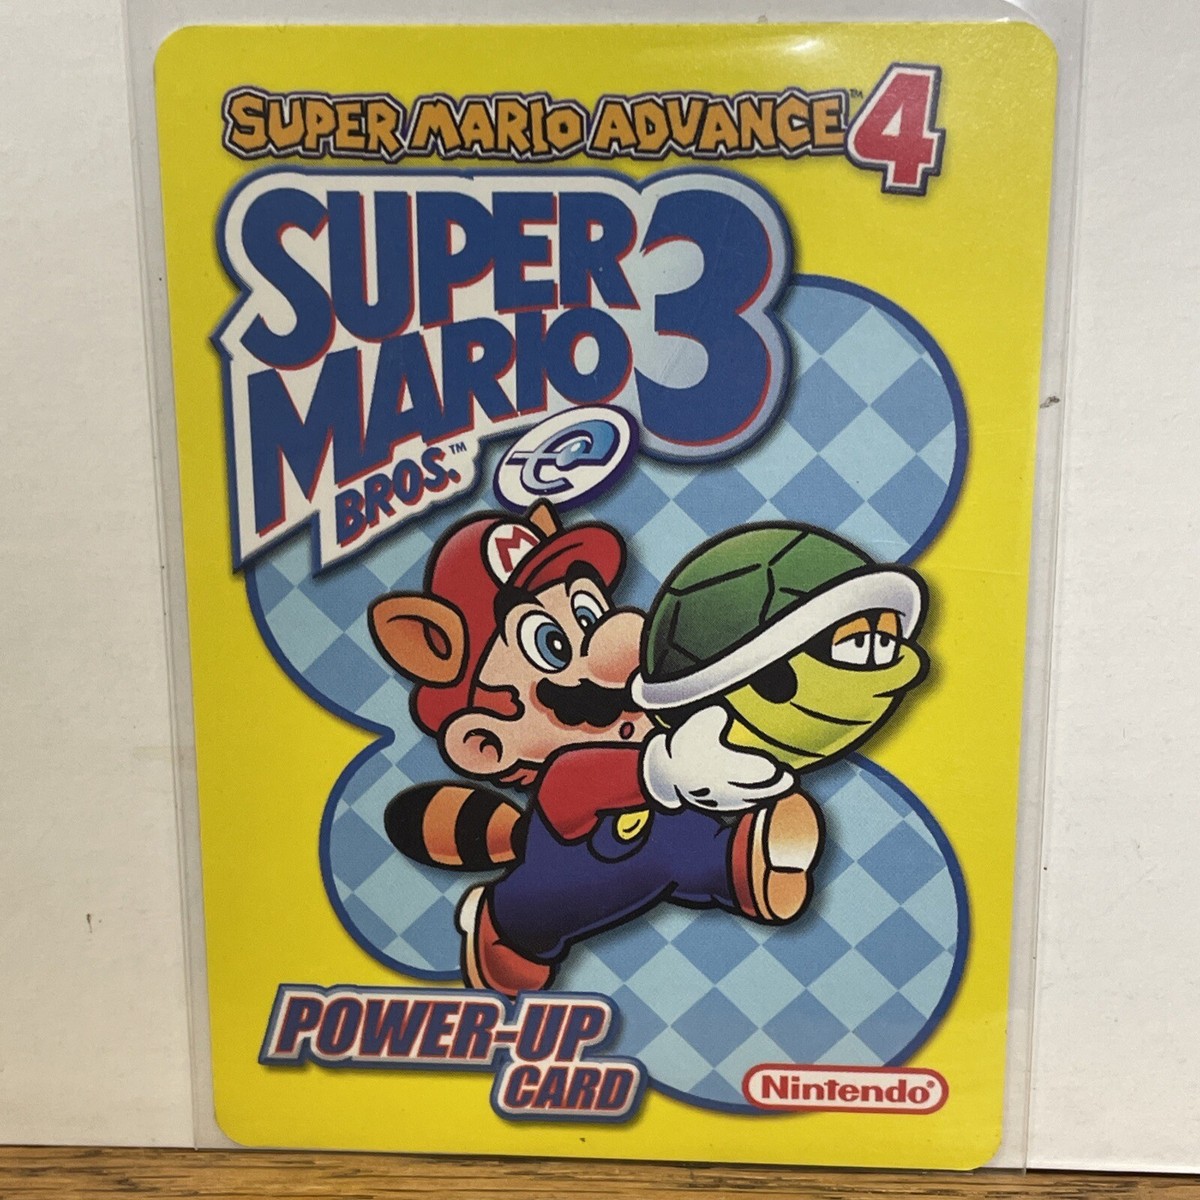 SUPER MARIO ADVANCE™ 4
SUPER
MARIO 3
BROS.™
e
M
POWER-UP
CARD
Nintendo®